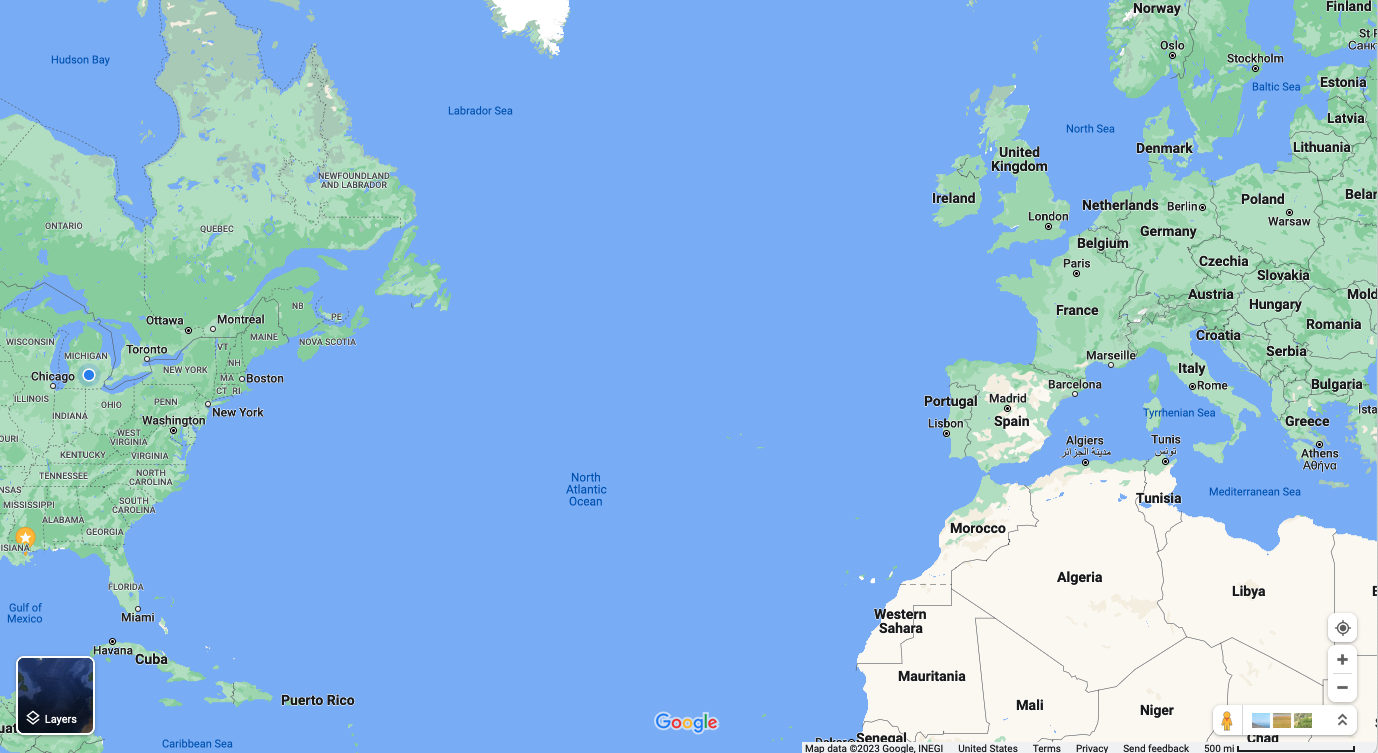 Norway
Finland
Hudson Bay
Oslo
Stockholm
Baltic Sea
Estonia
Labrador Sea
Latvia
North Sea
Denmark
Lithuania
United
Kingdom
NEWFOUNDLAND
AND LABRADOR
Ireland
Netherlands
Berlin
Poland
Belar
ONTARIO
QUEBEC
London
Warsaw
Belgium
Germany
Paris
Czechia
Slovakia
Austria
Hungary
Mold
NB
PE
France
Romania
Ottawa
Montreal
MAINE
NOVA SCOTIA
Croatia
WISCONSIN
MICHIGAN
Toronto
VT
NH
Marseille
Serbia
Chicago
NEW YORK
MA
Boston
CT
RI
Italy
Rome
Barcelona
Bulgaria
ILLINOIS
INDIANA
OHIO
PENN
New York
Portugal
Madrid
Spain
Lisbon
Tyrrhenian Sea
Greece
Ista
Washington
WEST
VIRGINIA
VIRGINIA
KENTUCKY
Algiers
مدينة الجزائر
Tunis
تونس
Athens
Αθήνα
OURI
TENNESSEE
NORTH
CAROLINA
North
Atlantic
Ocean
Mediterranean Sea
NSAS
MISSISSIPPI
SOUTH
CAROLINA
Tunisia
ALABAMA
GEORGIA
Morocco
ISIANA
FLORIDA
Algeria
Libya
Gulf of
Mexico
Miami
Western
Sahara
Havana
Cuba
Mauritania
Puerto Rico
Mali
Niger
Layers
Google
Caribbean Sea
Senegal
Chad
Map data ©2023 Google, INEGI United States Terms Privacy Send feedback 500 mi